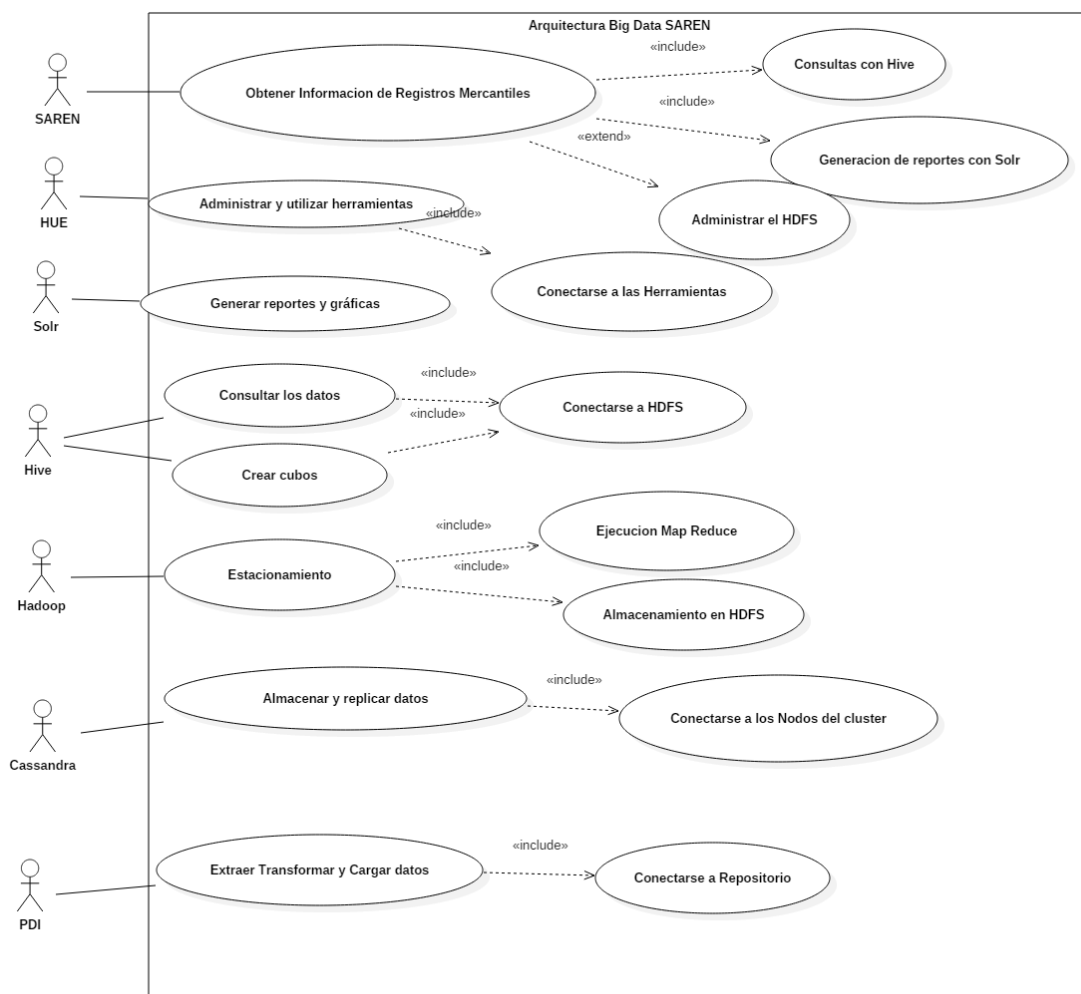 Arquitectura Big Data SAREN
«include»
Consultas con Hive
SAREN
Obtener Informacion de Registros Mercantiles
«include»
«extend»
Generacion de reportes con Solr
HUE
Administrar y utilizar herramientas
«include»
Administrar el HDFS
Conectarse a las Herramientas
Solr
Generar reportes y gráficas
Hive
Consultar los datos
«include»
Conectarse a HDFS
«include»
Crear cubos
Hadoop
Estacionamiento
«include»
Ejecucion Map Reduce
«include»
Almacenamiento en HDFS
Cassandra
Almacenar y replicar datos
«include»
Conectarse a los Nodos del cluster
PDI
Extraer Transformar y Cargar datos
«include»
Conectarse a Repositorio